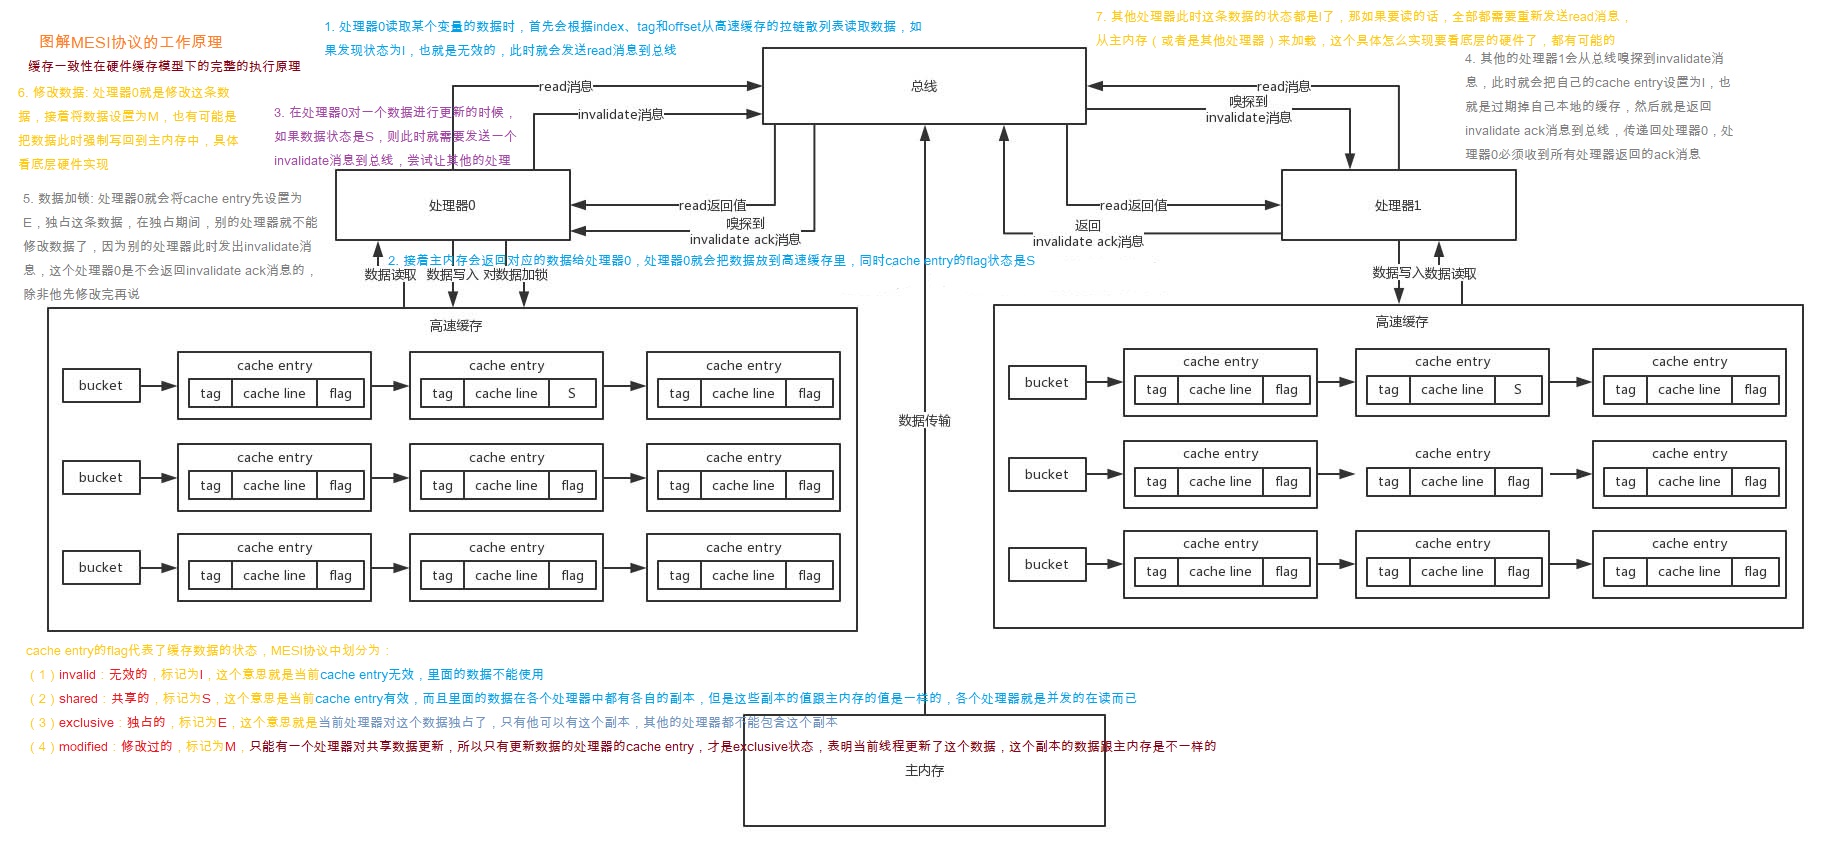 图解MESI协议的工作原理
缓存一致性在硬件缓存模型下的完整的执行原理
1. 处理器0读取某个变量的数据时，首先会根据index、tag和offset从高速缓存的拉链散列表读取数据，如
果发现状态为I，也就是无效的，此时就会发送read消息到总线
7. 其他处理器此时这条数据的状态都是I了，那如果要读的话，全部都需要重新发送read消息，
从主内存（或者是其他处理器）来加载，这个具体怎么实现要看底层的硬件了，都有可能的
6. 修改数据: 处理器0就是修改这条数
据，接着将数据设置为M，也有可能是
把数据此时强制写回到主内存中，具体
看底层硬件实现
3. 在处理器0对一个数据进行更新的时候，
如果数据状态是S，则此时就需要发送一个
invalidate消息到总线，尝试让其他的处理
4. 其他的处理器1会从总线嗅探到invalidate消
息，此时就会把自己的cache entry设置为I，也
就是过期掉自己本地的缓存，然后就是返回
invalidate ack消息到总线，传递回处理器0，处
理器0必须收到所有处理器返回的ack消息
5. 数据加锁: 处理器0就会将cache entry先设置为
E，独占这条数据，在独占期间，别的处理器就不能
修改数据了，因为别的处理器此时发出invalidate消
息，这个处理器0是不会返回invalidate ack消息的，
除非他先修改完再说
总线
read消息
invalidate消息
read消息
嗅探到
invalidate消息
处理器0
read返回值
嗅探到
invalidate ack消息
read返回值
返回
invalidate ack消息
处理器1
2. 接着主内存会返回对应的数据给处理器0，处理器0就会把数据放到高速缓存里，同时cache entry的flag状态是S
数据读取
数据写入
对数据加锁
数据写入
数据读取
高速缓存
cache entry
cache entry
cache entry
bucket
tag cache line flag
tag cache line S
tag cache line flag
cache entry
cache entry
cache entry
bucket
tag cache line flag
tag cache line flag
tag cache line flag
cache entry
cache entry
cache entry
bucket
tag cache line flag
tag cache line flag
tag cache line flag
数据传输
高速缓存
cache entry
cache entry
cache entry
bucket
tag cache line flag
tag cache line S
tag cache line flag
cache entry
cache entry
cache entry
bucket
tag cache line flag
tag cache line flag
tag cache line flag
cache entry
cache entry
cache entry
bucket
tag cache line flag
tag cache line flag
tag cache line flag
cache entry的flag代表了缓存数据的状态，MESI协议中划分为：
（1）invalid：无效的，标记为I，这个意思就是当前cache entry无效，里面的数据不能使用
（2）shared：共享的，标记为S，这个意思是当前cache entry有效，而且里面的数据在各个处理器中都有各自的副本，但是这些副本的值跟主内存的值是一样的，各个处理器就是并发的在读而已
（3）exclusive：独占的，标记为E，这个意思就是当前处理器对这个数据独占了，只有他可以有这个副本，其他的处理器都不能包含这个副本
（4）modified：修改过的，标记为M，只能有一个处理器对共享数据更新，所以只有更新数据的处理器的cache entry，才是exclusive状态，表明当前线程更新了这个数据，这个副本的数据跟主内存是不一样的
主内存